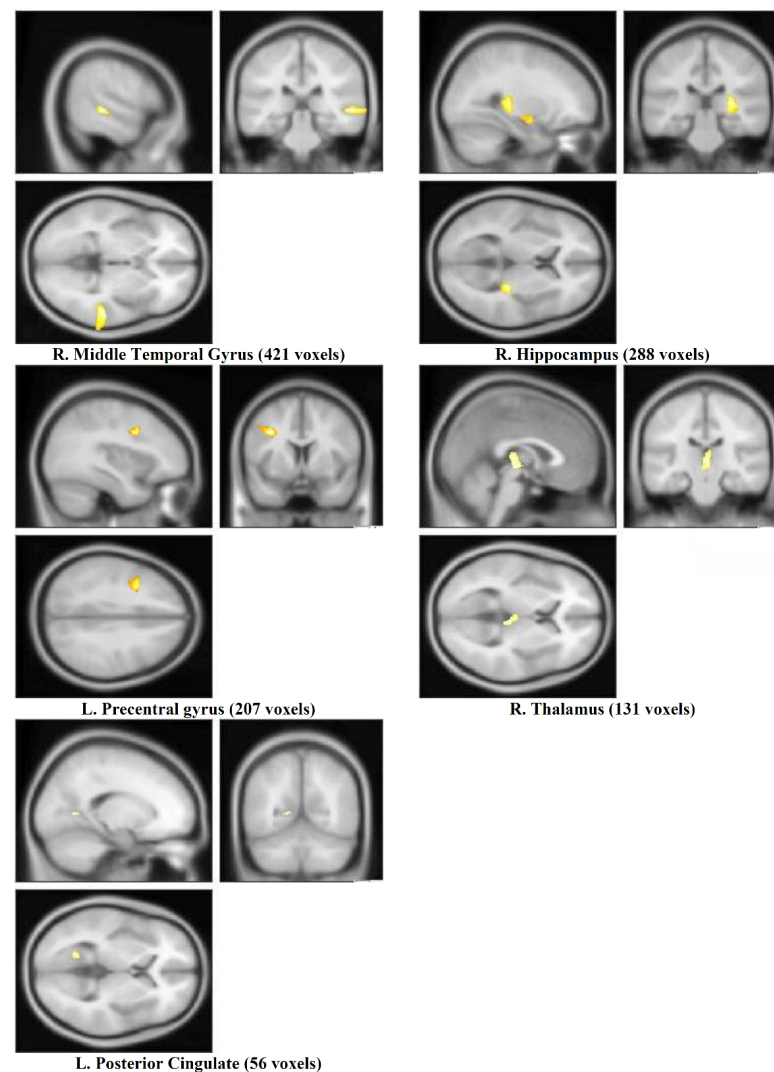 R. Middle Temporal Gyrus (421 voxels)
R. Hippocampus (288 voxels)
L. Precentral gyrus (207 voxels)
R. Thalamus (131 voxels)
L. Posterior Cingulate (56 voxels)